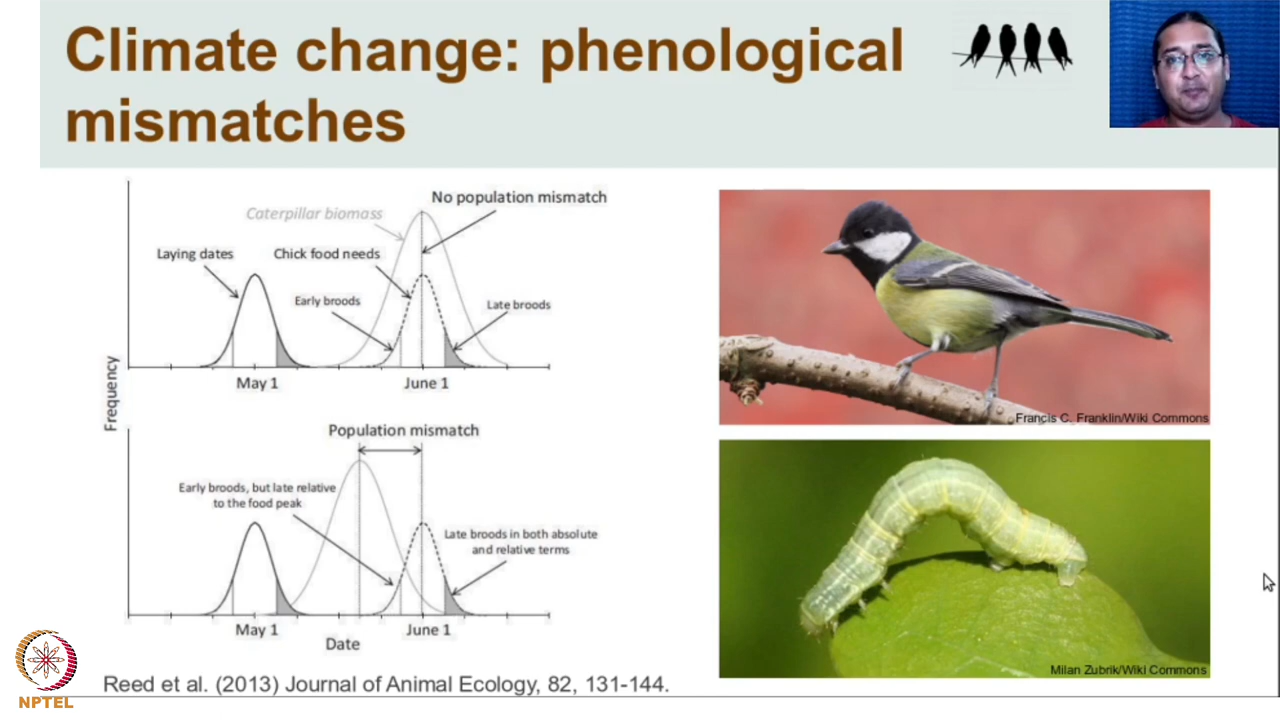 Climate change: phenological
mismatches
No population mismatch
Caterpillar biomass
Laying dates
Chick food needs
Early broods
Late broods
May 1
June 1
Frequency
Population mismatch
Early broods, but late relative
to the food peak
Late broods in both absolute
and relative terms
May 1
June 1
Date
Francis C. Franklin/Wiki Commons
Milan Zubrik/Wiki Commons
Reed et al. (2013) Journal of Animal Ecology, 82, 131-144.
NPTEL